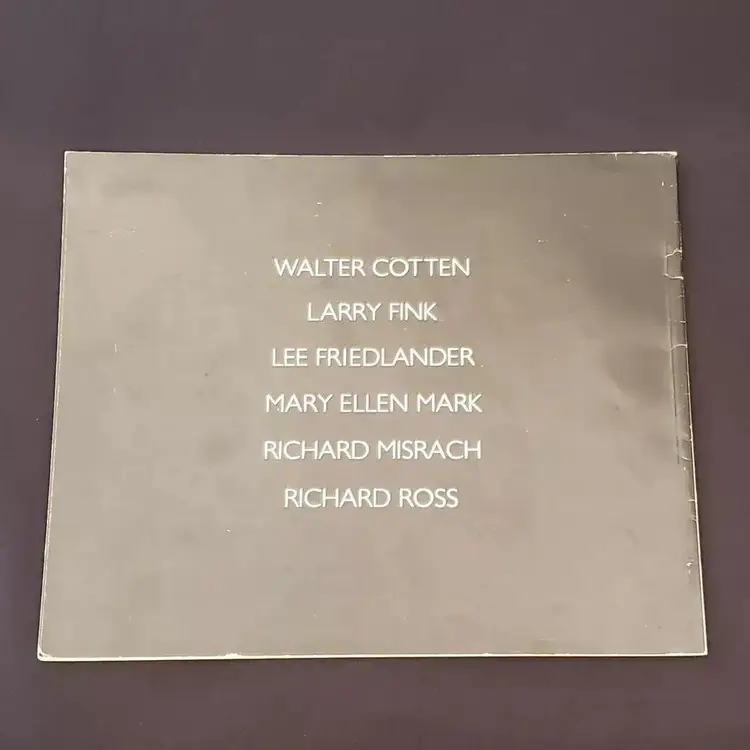 WALTER COTTEN
LARRY FINK
LEE FRIEDLANDER
MARY ELLEN MARK
RICHARD MISRACH
RICHARD ROSS